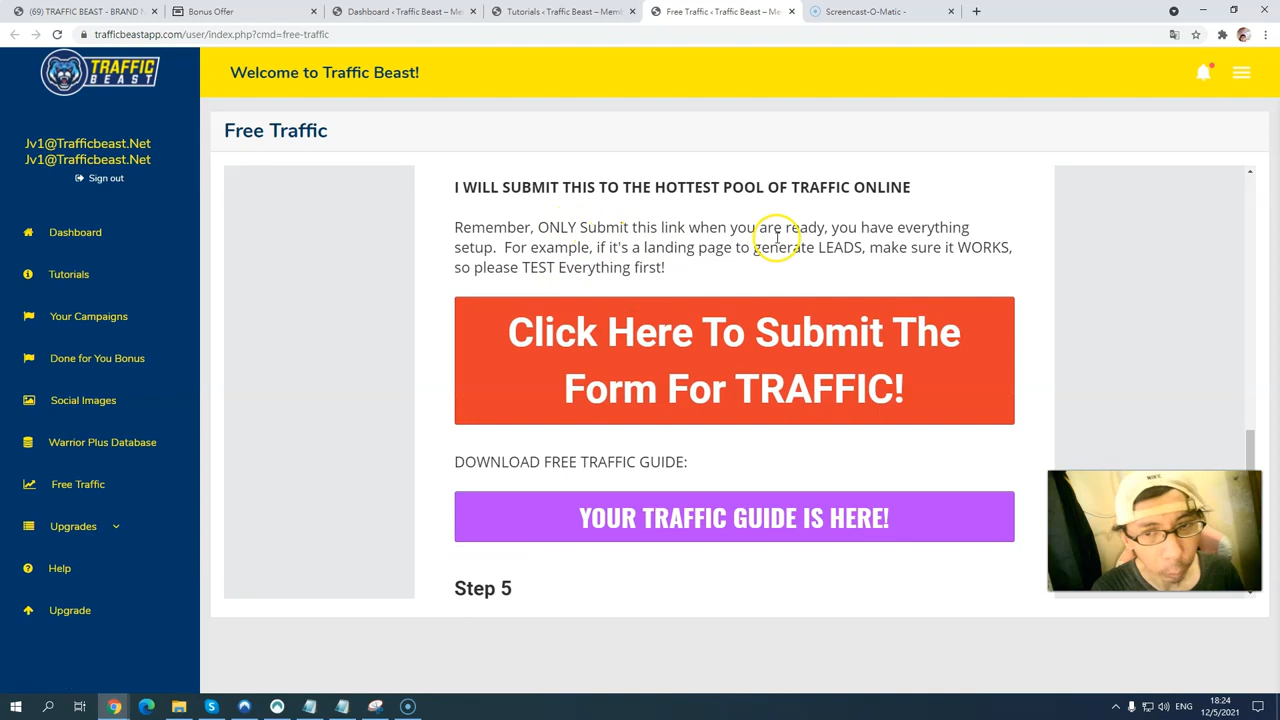 (69) TRAFFIC BEAST - BRAND N
Bonus Offer
Dashboard < Traffic Beast – Mem
Tutorials < Traffic Beast – Memb
Free Traffic < Traffic Beast – Me
Screencast-O-Matic -
trafficbeastapp.com/user/index.php?cmd=free-traffic
TRAFFIC
BEAST
Welcome to Traffic Beast!
Jv1@Trafficbeast.Net
Jv1@Trafficbeast.Net
Sign out
Dashboard
Tutorials
Your Campaigns
Done for You Bonus
Social Images
Warrior Plus Database
Free Traffic
Upgrades
Help
Upgrade
Free Traffic
I WILL SUBMIT THIS TO THE HOTTEST POOL OF TRAFFIC ONLINE
Remember, ONLY Submit this link when you are ready, you have everything
setup. For example, if it's a landing page to generate LEADS, make sure it WORKS,
so please TEST Everything first!
Click Here To Submit The
Form For TRAFFIC!
DOWNLOAD FREE TRAFFIC GUIDE:
YOUR TRAFFIC GUIDE IS HERE!
Step 5
ENG
18:24
12/5/2021